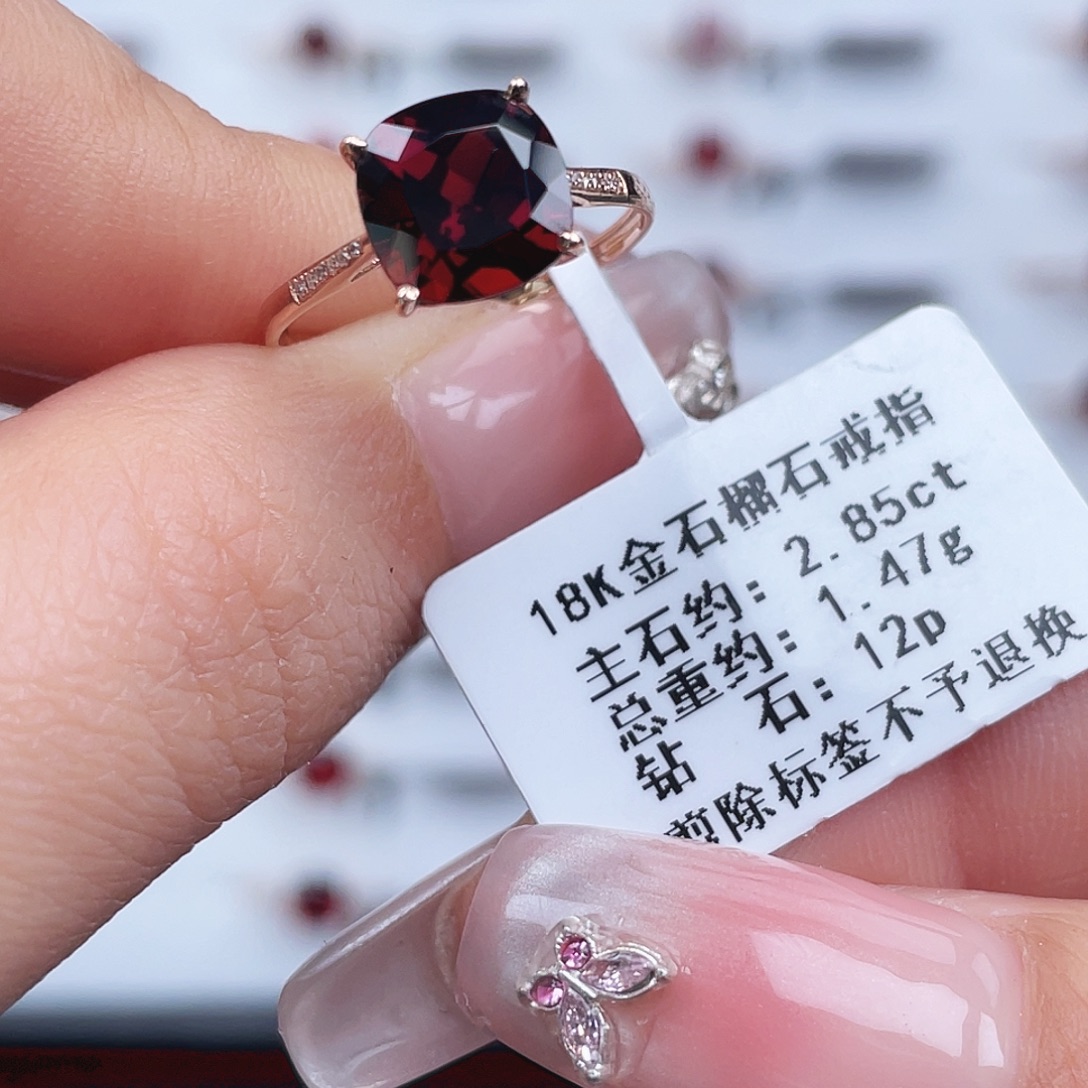 18K金石榴石戒指
主石约: 2.85ct
总重约: 1.47g
钻 石: 12p
剪除标签不予退换